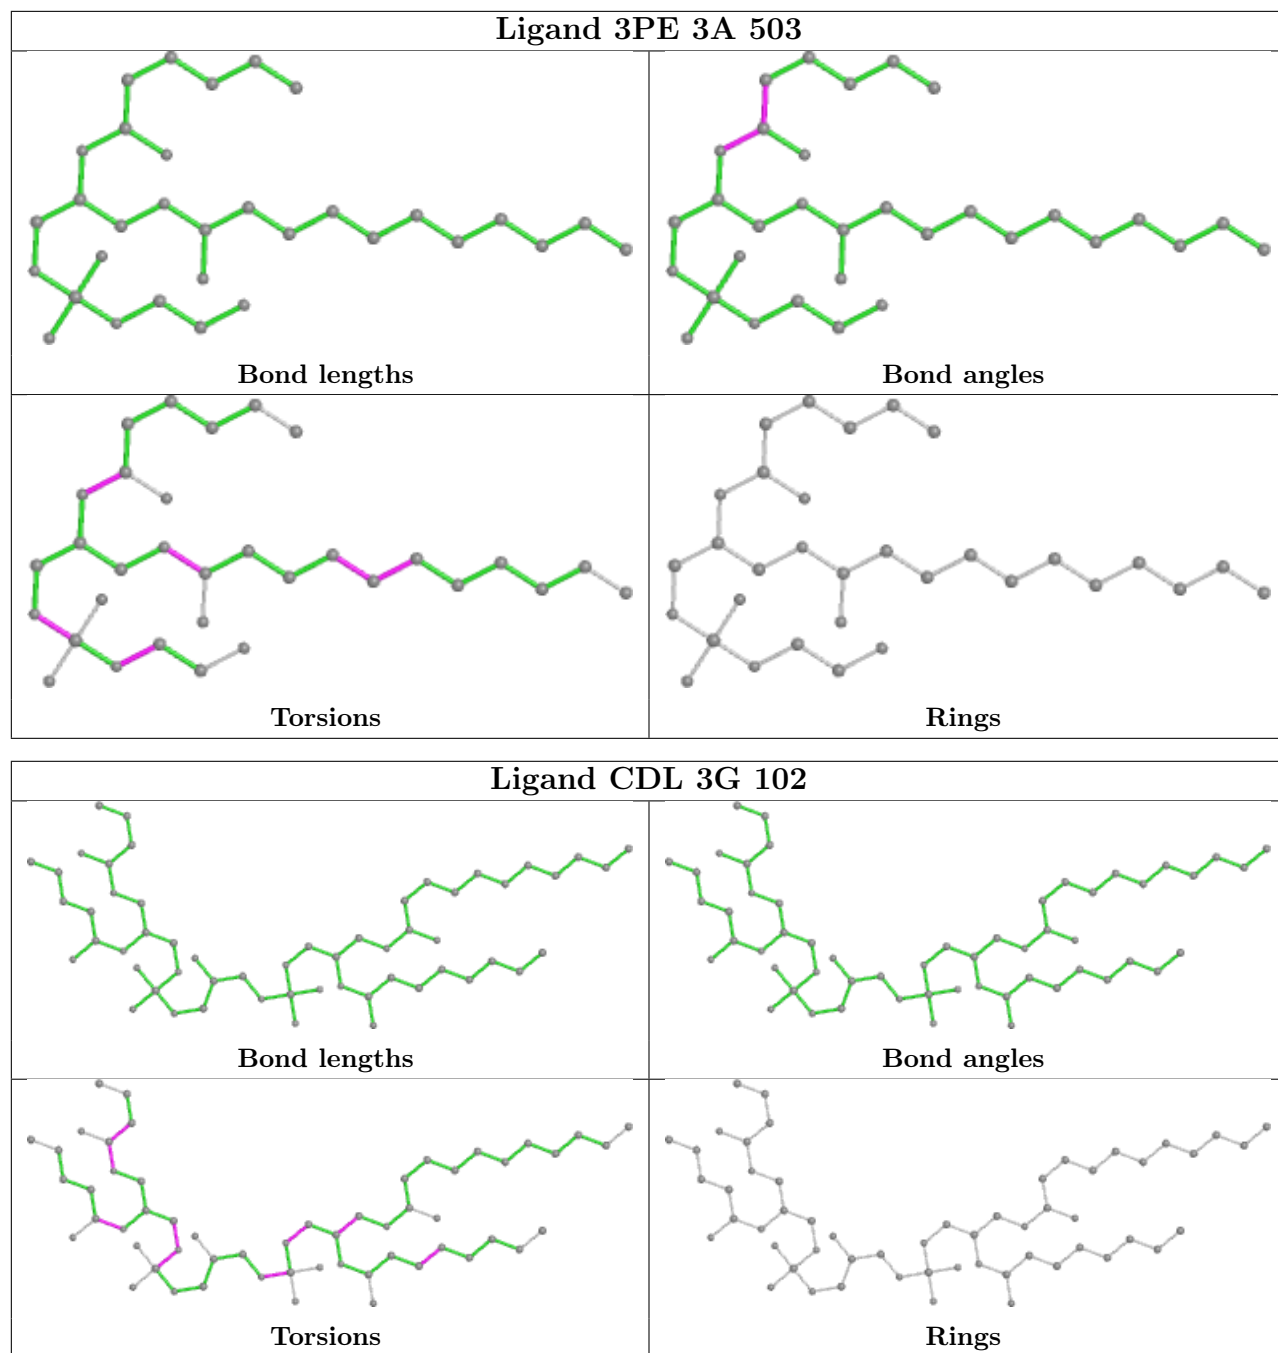 Ligand 3PE 3A 503
Bond lengths
Bond angles
Torsions
Rings
Ligand CDL 3G 102
Bond lengths
Bond angles
Torsions
Rings